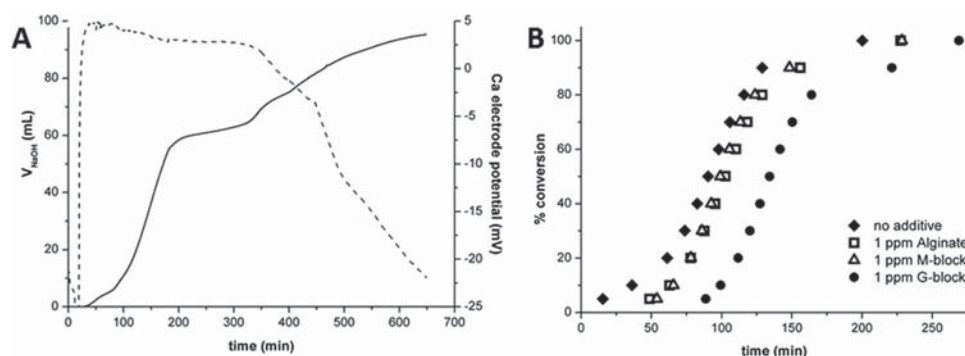 A
V_NaOH (mL)
100
80
60
40
20
0
0 100 200 300 400 500 600 700
time (min)
5
0
-5
-10
-15
-20
-25
Ca electrode potential (mV)
B
% conversion
100
80
60
40
20
0
0 50 100 150 200 250
time (min)
no additive
1 ppm Alginate
1 ppm M-block
1 ppm G-block